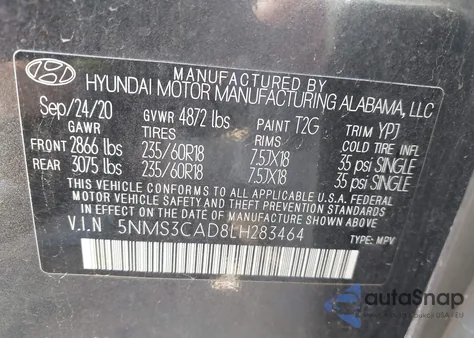 MANUFACTURED BY
HYUNDAI MOTOR MANUFACTURING ALABAMA, LLC
Sep/24/20 GVWR 4872 lbs PAINT T2G TRIM YPJ
GAWR TIRES RIMS COLD TIRE INFL
FRONT 2866 lbs 235/60R18 7.5JX18 35 psi SINGLE
REAR 3075 lbs 235/60R18 7.5JX18 35 psi SINGLE
THIS VEHICLE CONFORMS TO ALL APPLICABLE U.S.A. FEDERAL
MOTOR VEHICLE SAFETY AND THEFT PREVENTION STANDARDS
IN EFFECT ON THE DATE OF MANUFACTURE SHOWN ABOVE.
V.I.N 5NMS3CAD8LH283464
TYPE: MPV
autoSnap
USA - EU